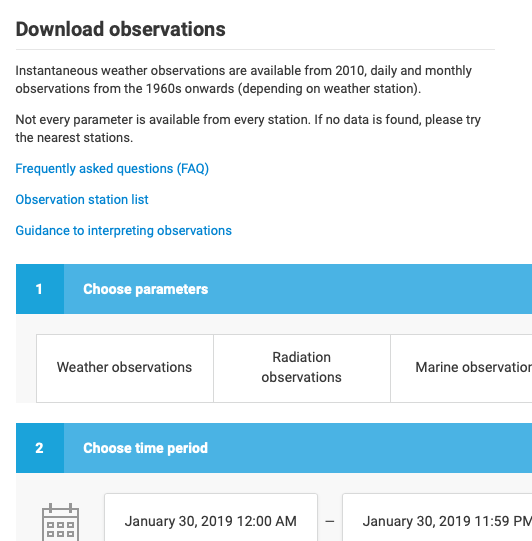 Download observations
Instantaneous weather observations are available from 2010, daily and monthly
observations from the 1960s onwards (depending on weather station).
Not every parameter is available from every station. If no data is found, please try
the nearest stations.
Frequently asked questions (FAQ)
Observation station list
Guidance to interpreting observations
1 Choose parameters
Weather observations
Radiation
observations
Marine observation
2 Choose time period
January 30, 2019 12:00 AM – January 30, 2019 11:59 PM